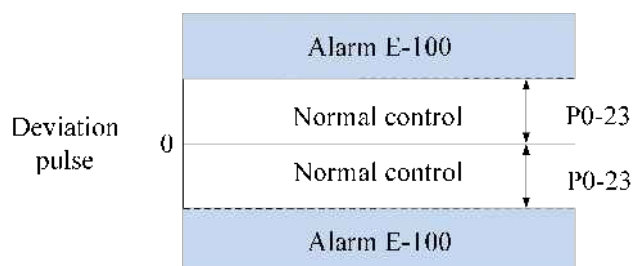 Alarm E-100
Normal control
P0-23
Deviation
pulse
0
Normal control
P0-23
Alarm E-100